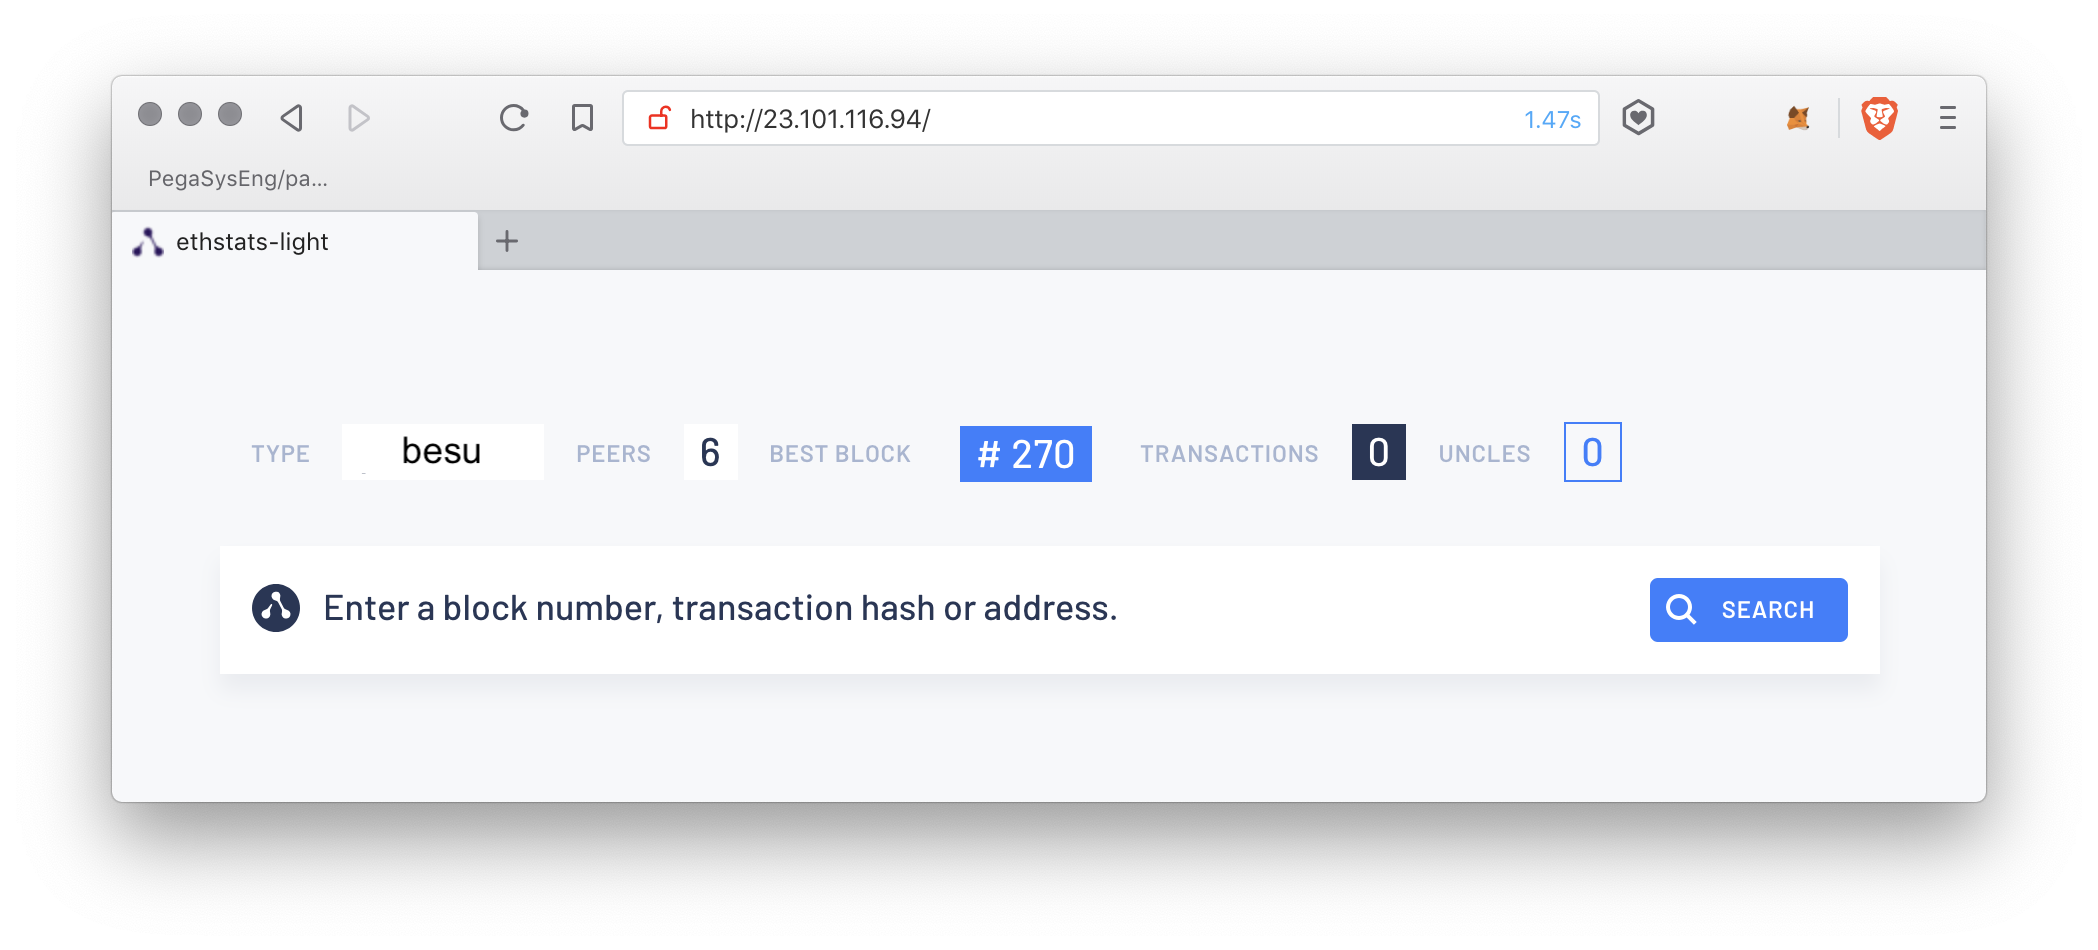 http://23.101.116.94/ 1.47s
PegaSysEng/pa...
ethstats-light
TYPE besu PEERS 6 BEST BLOCK # 270 TRANSACTIONS 0 UNCLES 0
Enter a block number, transaction hash or address. SEARCH